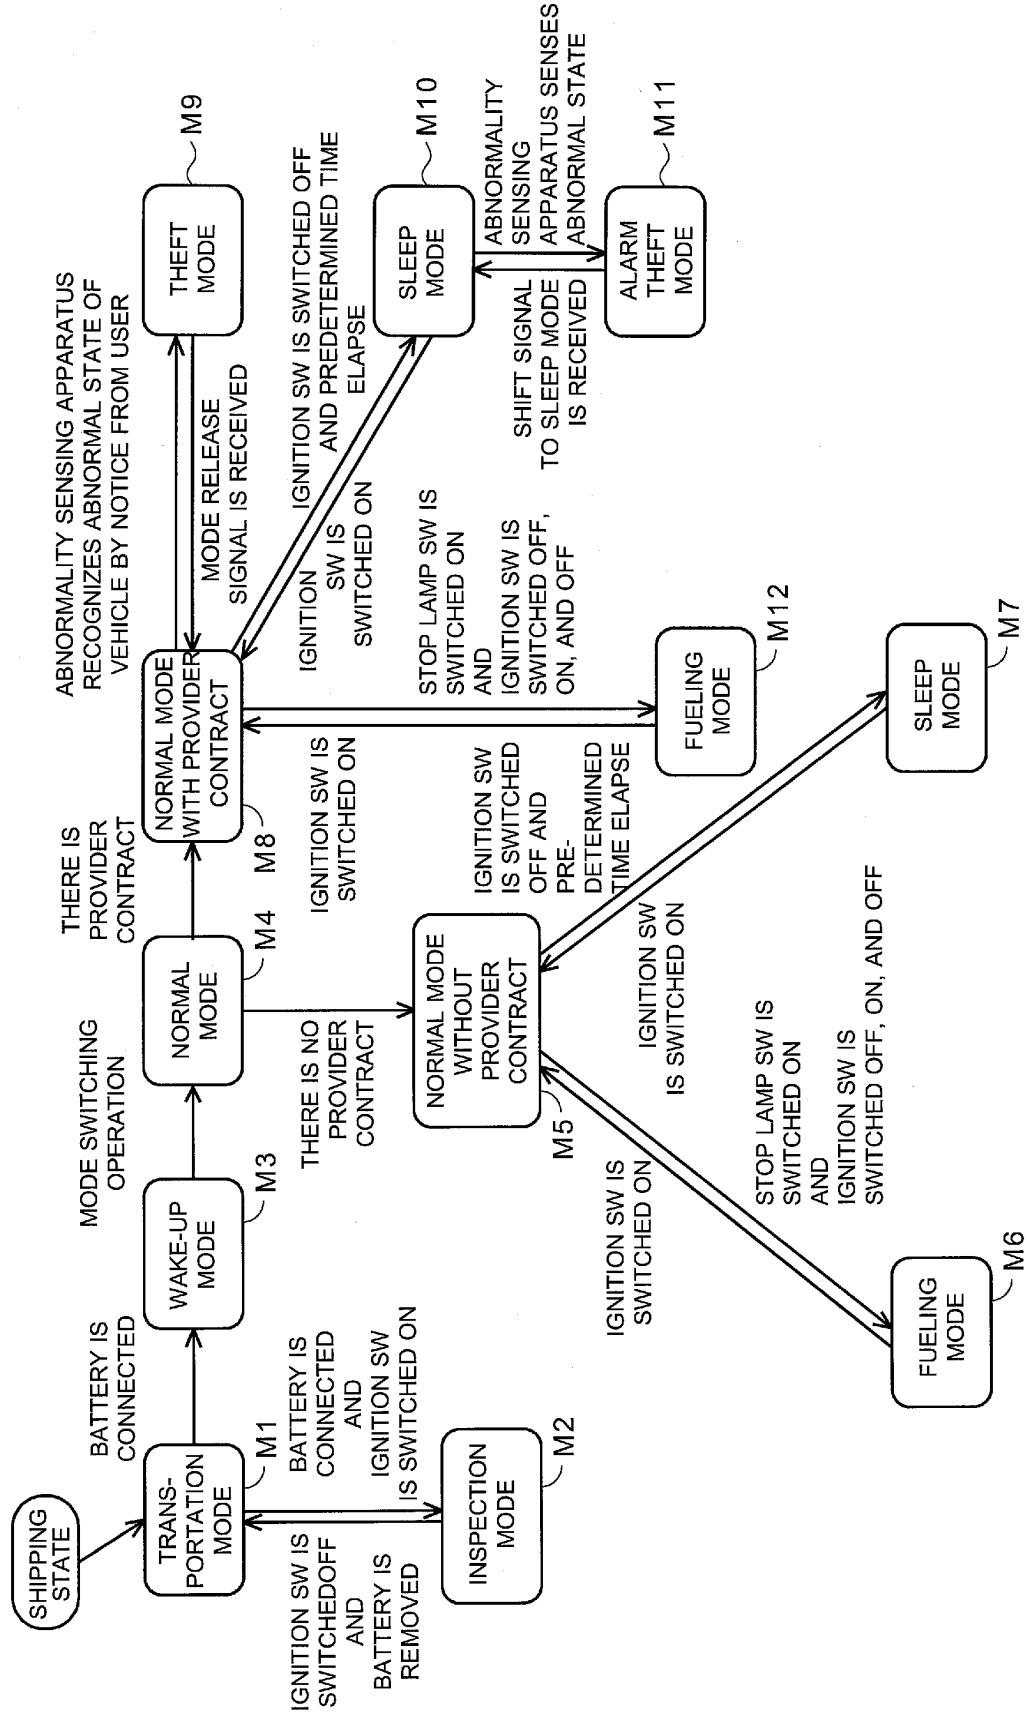 SHIPPING
STATE
TRANS-
PORTATION
MODE
M1
BATTERY IS
CONNECTED
WAKE-UP
MODE
M3
MODE SWITCHING
OPERATION
NORMAL
MODE
M4
THERE IS
PROVIDER
CONTRACT
NORMAL MODE
WITH PROVIDER
CONTRACT
M8
ABNORMALITY SENSING APPARATUS
RECOGNIZES ABNORMAL STATE OF
VEHICLE BY NOTICE FROM USER
MODE RELEASE
SIGNAL IS RECEIVED
THEFT
MODE
M9
IGNITION SW IS
SWITCHEDOFF
AND
BATTERY IS
REMOVED
BATTERY IS
CONNECTED
AND
IGNITION SW
IS SWITCHED ON
INSPECTION
MODE
M2
THERE IS NO
PROVIDER
CONTRACT
NORMAL MODE
WITHOUT
PROVIDER
CONTRACT
M5
IGNITION SW IS
SWITCHED ON
STOP LAMP SW IS
SWITCHED ON
AND
IGNITION SW IS
SWITCHED OFF,
ON, AND OFF
FUELING
MODE
M12
IGNITION
SW IS
SWITCHED ON
IGNITION SW IS SWITCHED OFF
AND PREDETERMINED TIME
ELAPSE
SLEEP
MODE
M10
SHIFT SIGNAL
TO SLEEP MODE
IS RECEIVED
ABNORMALITY
SENSING
APPARATUS SENSES
ABNORMAL STATE
ALARM
THEFT
MODE
M11
IGNITION SW IS
SWITCHED ON
STOP LAMP SW IS
SWITCHED ON
AND
IGNITION SW IS
SWITCHED OFF, ON, AND OFF
FUELING
MODE
M6
IGNITION SW
IS SWITCHED
OFF AND
PRE-
DETERMINED
TIME ELAPSE
IGNITION SW
IS SWITCHED ON
SLEEP
MODE
M7